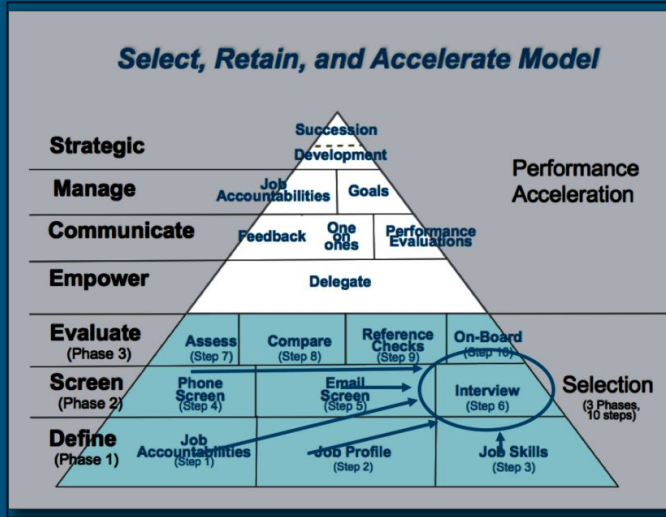 Select, Retain, and Accelerate Model
Strategic
Succession
Development
Performance
Acceleration
Manage
Job
Accountabilities
Goals
Communicate
Feedback
One
on
ones
Performance
Evaluations
Empower
Delegate
Evaluate
(Phase 3)
Assess
(Step 7)
Compare
(Step 8)
Reference
Checks
(Step 9)
On-Board
(Step 10)
Screen
(Phase 2)
Phone
Screen
(Step 4)
Email
Screen
(Step 5)
Interview
(Step 6)
Selection
(3 Phases,
10 steps)
Define
(Phase 1)
Job
Accountabilities
(Step 1)
Job Profile
(Step 2)
Job Skills
(Step 3)